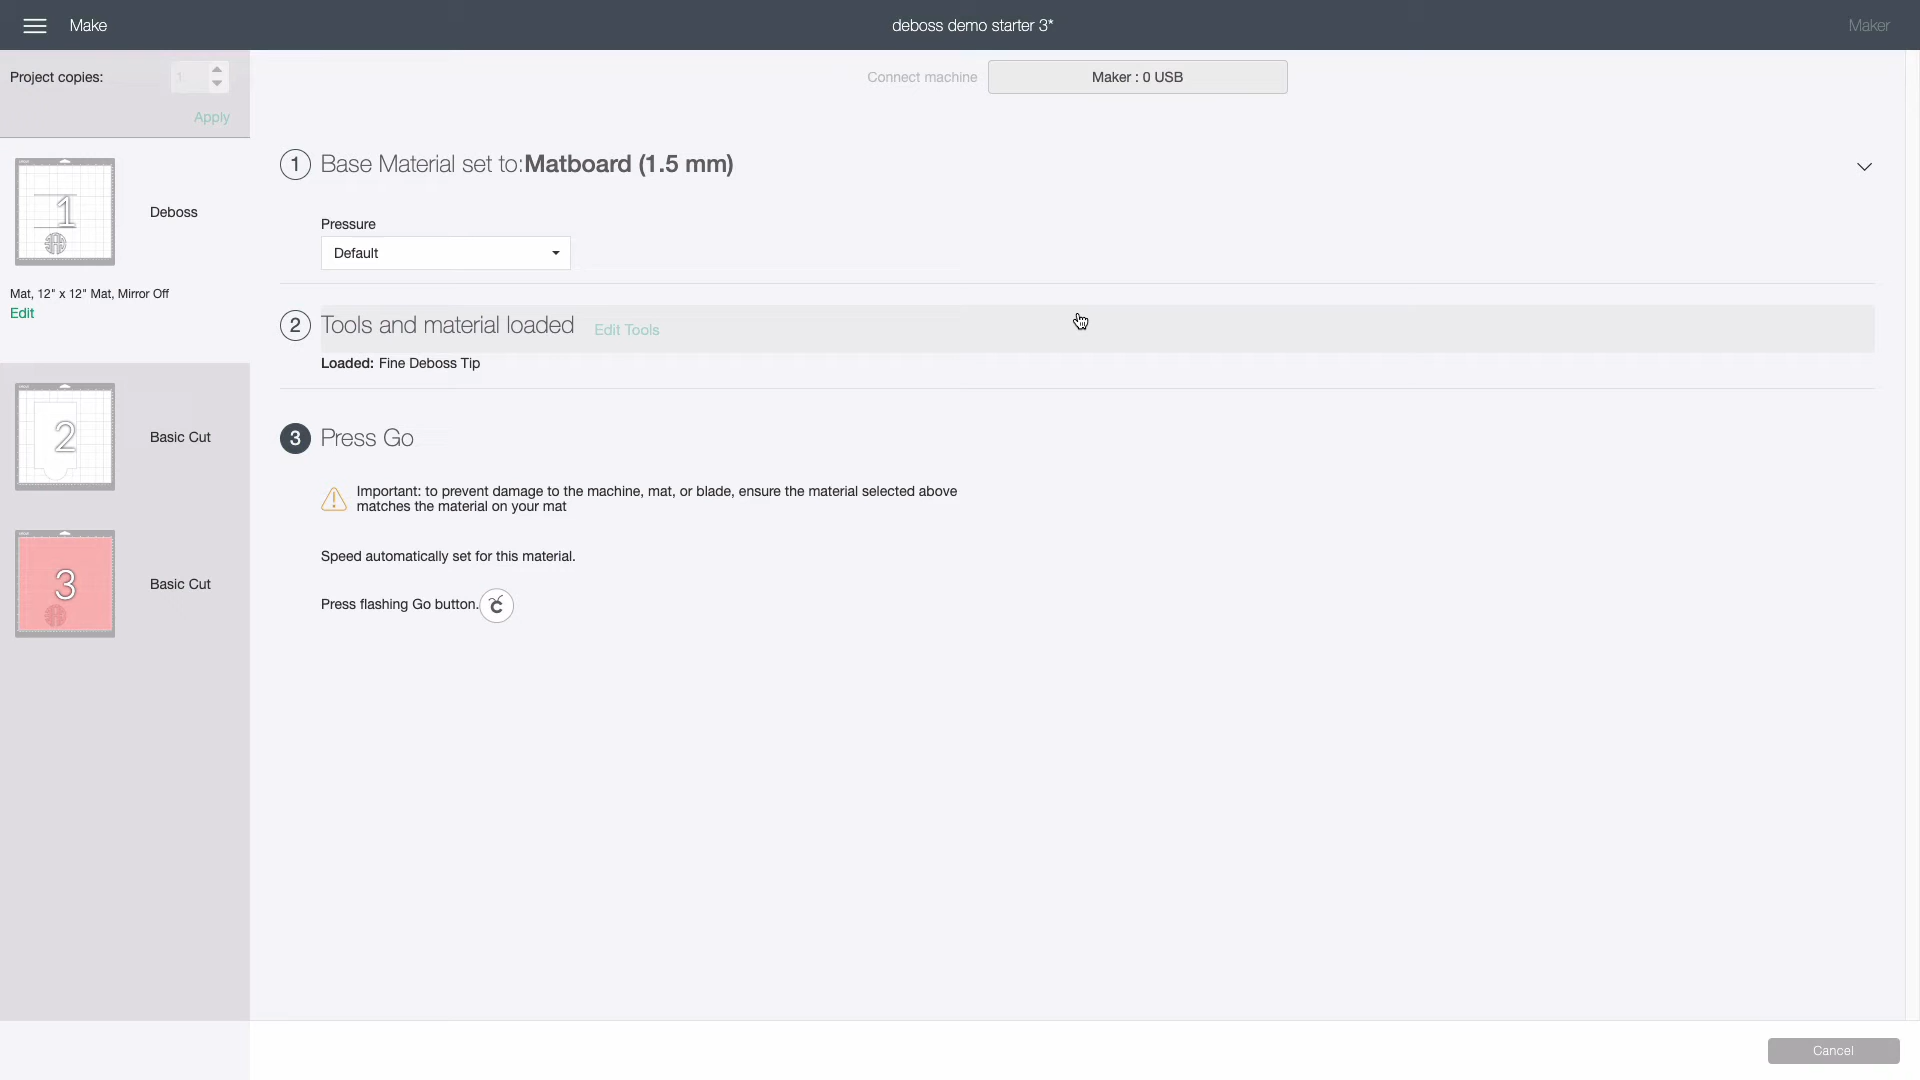 Make
deboss demo starter 3*
Maker
Project copies:
1
Apply
Connect machine
Maker : 0 USB
1
Deboss
Mat, 12" x 12" Mat, Mirror Off
Edit
2
Basic Cut
3
Basic Cut
1 Base Material set to:Matboard (1.5 mm)
Pressure
Default
2 Tools and material loaded Edit Tools
Loaded: Fine Deboss Tip
3 Press Go
Important: to prevent damage to the machine, mat, or blade, ensure the material selected above
matches the material on your mat
Speed automatically set for this material.
Press flashing Go button.
Cancel